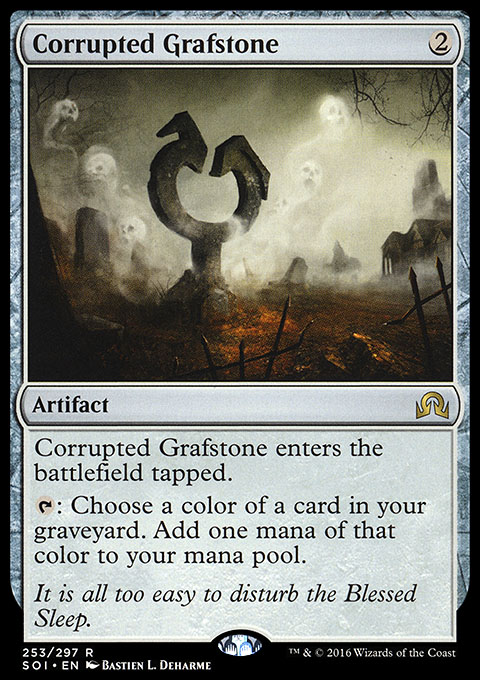 Corrupted Grafstone 2
Artifact
Corrupted Grafstone enters the
battlefield tapped.
: Choose a color of a card in your
graveyard. Add one mana of that
color to your mana pool.
It is all too easy to disturb the Blessed
Sleep.
253/297 R
SOI • EN Bastien L. Deharme
™ & © 2016 Wizards of the Coast